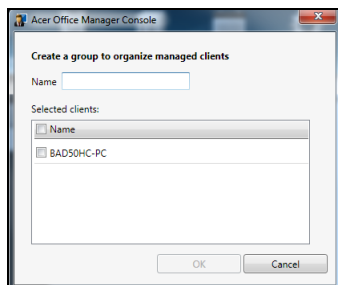 Acer Office Manager Console
Create a group to organize managed clients
Name
Selected clients:
Name
BAD50HC-PC
OK Cancel